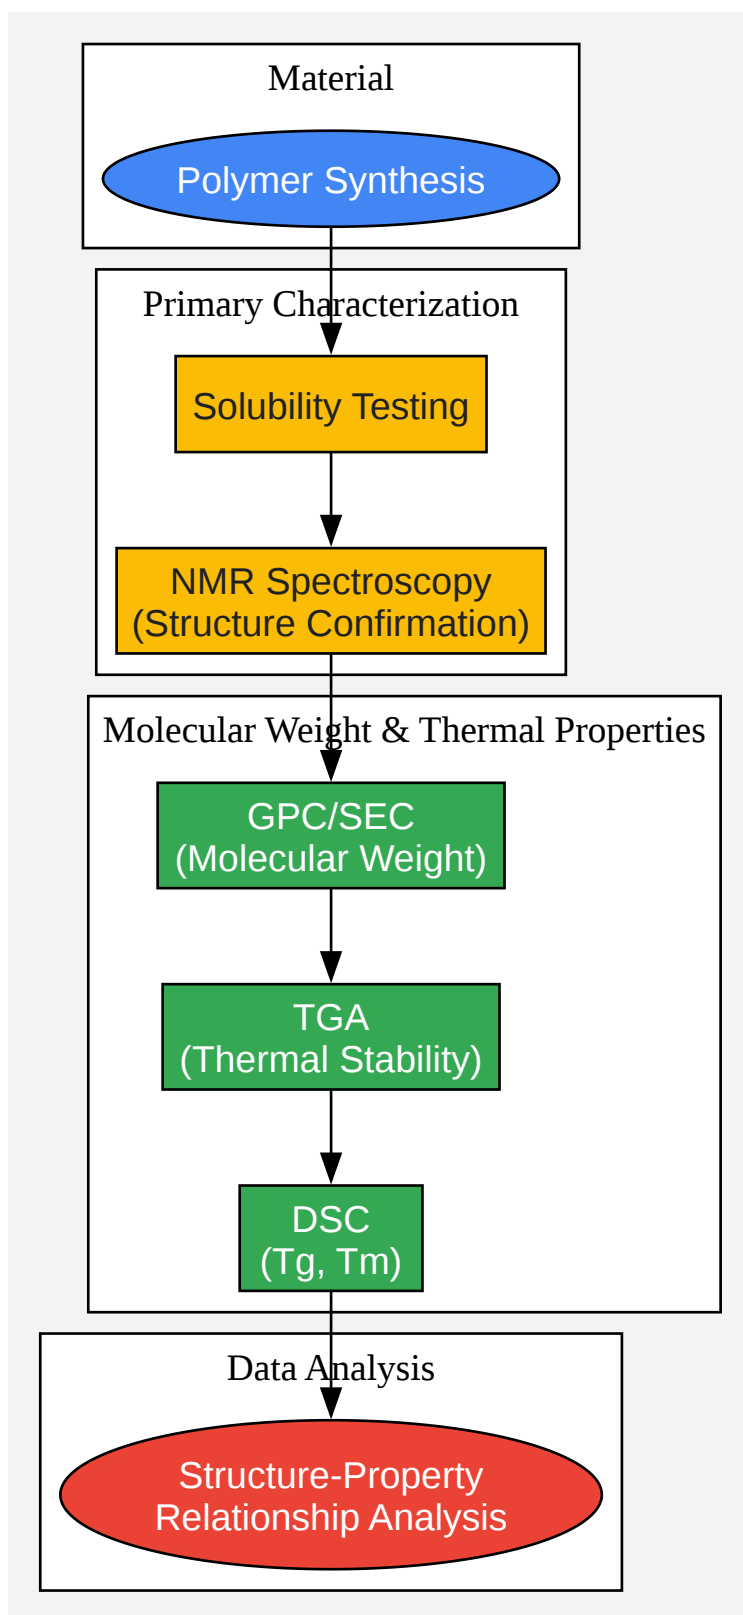 Material
Polymer Synthesis
Primary Characterization
Solubility Testing
NMR Spectroscopy
(Structure Confirmation)
Molecular Weight & Thermal Properties
GPC/SEC
(Molecular Weight)
TGA
(Thermal Stability)
DSC
(Tg, Tm)
Data Analysis
Structure-Property
Relationship Analysis